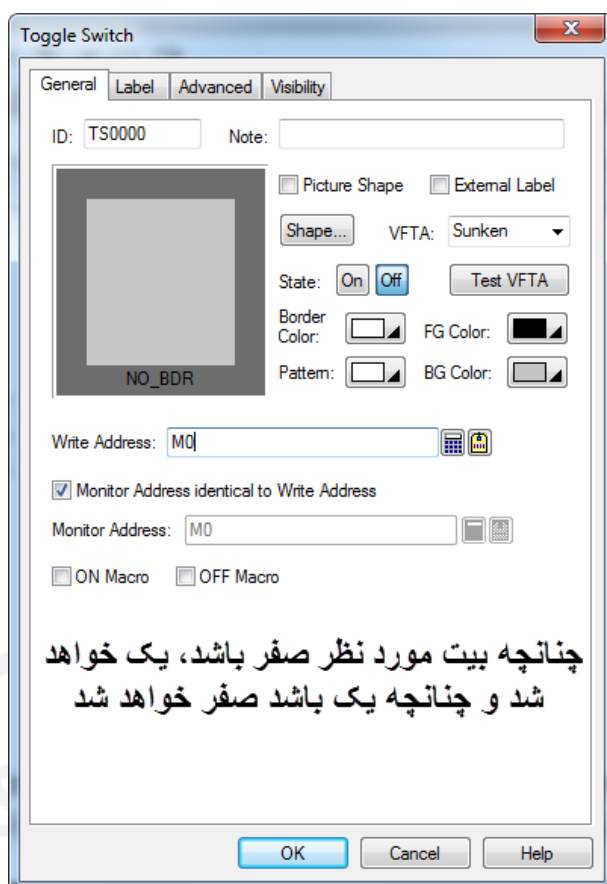 Toggle Switch
General Label Advanced Visibility
ID: TS0000 Note:
Picture Shape External Label
Shape... VFTA: Sunken
State: On Off Test VFTA
Border Color: FG Color:
NO_BDR Pattern: BG Color:
Write Address: M0
Monitor Address identical to Write Address
Monitor Address: M0
ON Macro OFF Macro
چنانچه بیت مورد نظر صفر باشد، یک خواهد
شد و چنانچه یک باشد صفر خواهد شد
OK Cancel Help